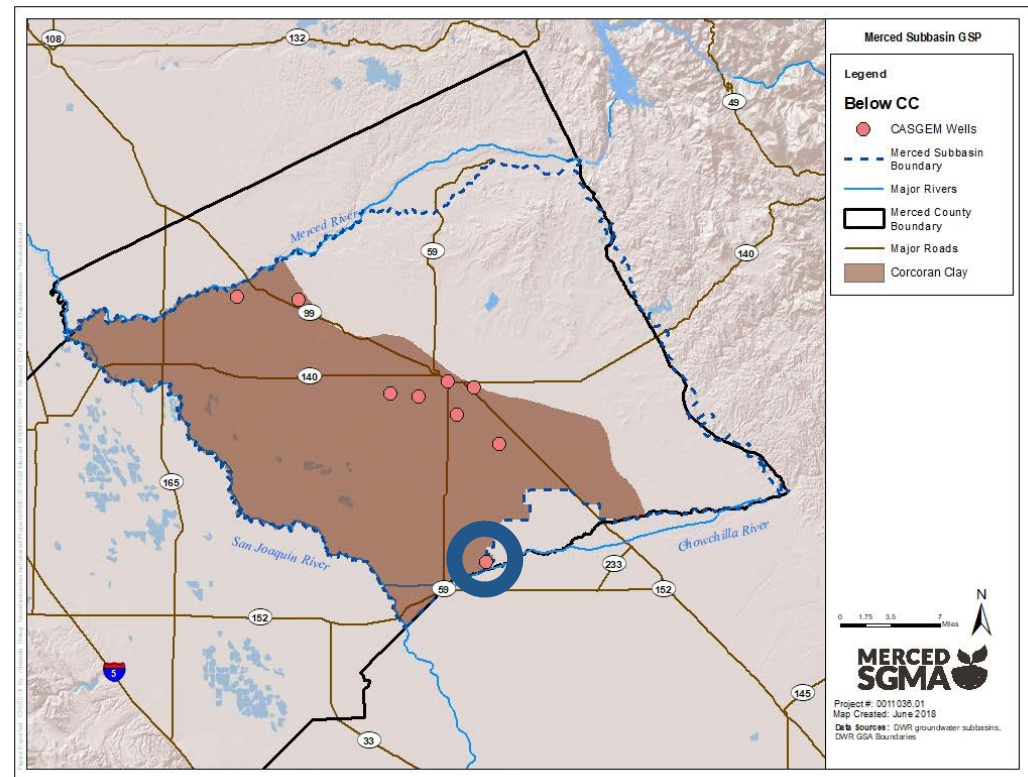 108
132
49
Merced River
59
140
99
140
165
San Joaquin River
Chowchilla River
233
59
152
152
5
145
33
Merced Subbasin GSP
Legend
Below CC
CASGEM Wells
Merced Subbasin
Boundary
Major Rivers
Merced County
Boundary
Major Roads
Corcoran Clay
N
0 1.75 3.5 7
Miles
MERCED
SGMA
Project #: 0011036.01
Map Created: June 2018
Data Sources: DWR groundwater subbasins,
DWR GSA Boundaries